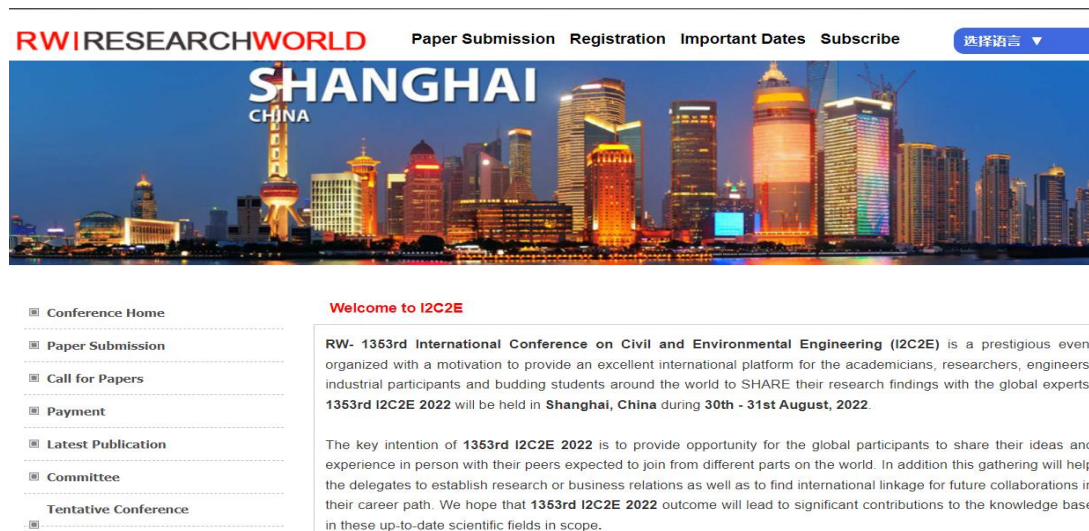 RWIRESEARCHWORLD
Paper Submission Registration Important Dates Subscribe
选择语言 ▼
SHANGHAI
CHINA
Conference Home
Paper Submission
Call for Papers
Payment
Latest Publication
Committee
Tentative Conference
Welcome to I2C2E
RW- 1353rd International Conference on Civil and Environmental Engineering (I2C2E) is a prestigious even
organized with a motivation to provide an excellent international platform for the academicians, researchers, engineers
industrial participants and budding students around the world to SHARE their research findings with the global experts
1353rd I2C2E 2022 will be held in Shanghai, China during 30th - 31st August, 2022.
The key intention of 1353rd I2C2E 2022 is to provide opportunity for the global participants to share their ideas and
experience in person with their peers expected to join from different parts on the world. In addition this gathering will help
the delegates to establish research or business relations as well as to find international linkage for future collaborations in
their career path. We hope that 1353rd I2C2E 2022 outcome will lead to significant contributions to the knowledge base
in these up-to-date scientific fields in scope.